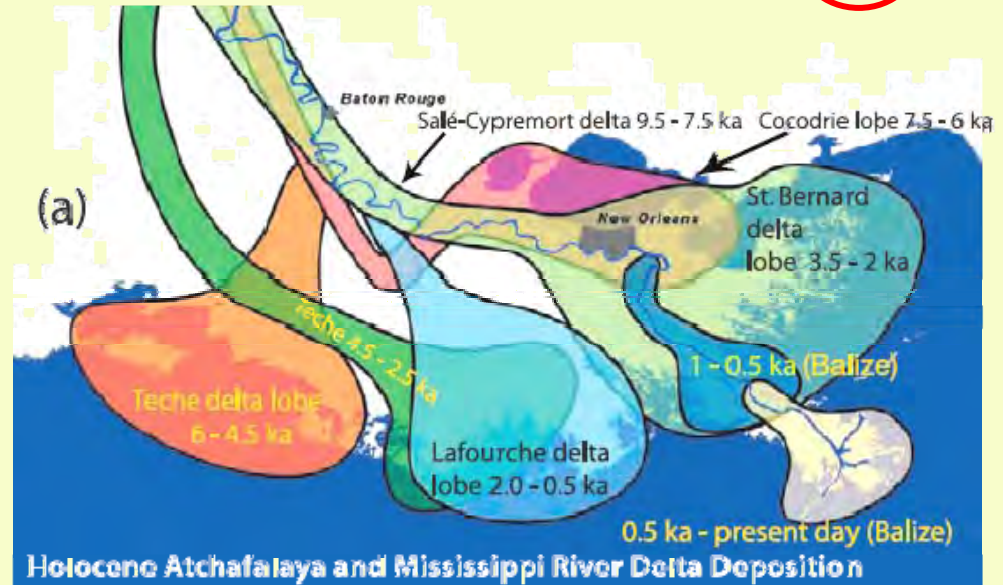 Baton Rouge
Salé-Cypremort delta 9.5 - 7.5 ka
Cocodrie lobe 7.5 - 6 ka
(a)
New Orleans
St. Bernard
delta
lobe 3.5 - 2 ka
Teche 4.5 - 2.5 ka
1 - 0.5 ka (Balize)
Teche delta lobe
6 - 4.5 ka
Lafourche delta
lobe 2.0 - 0.5 ka
0.5 ka - present day (Balize)
Holocene Atchafalaya and Mississippi River Delta Deposition